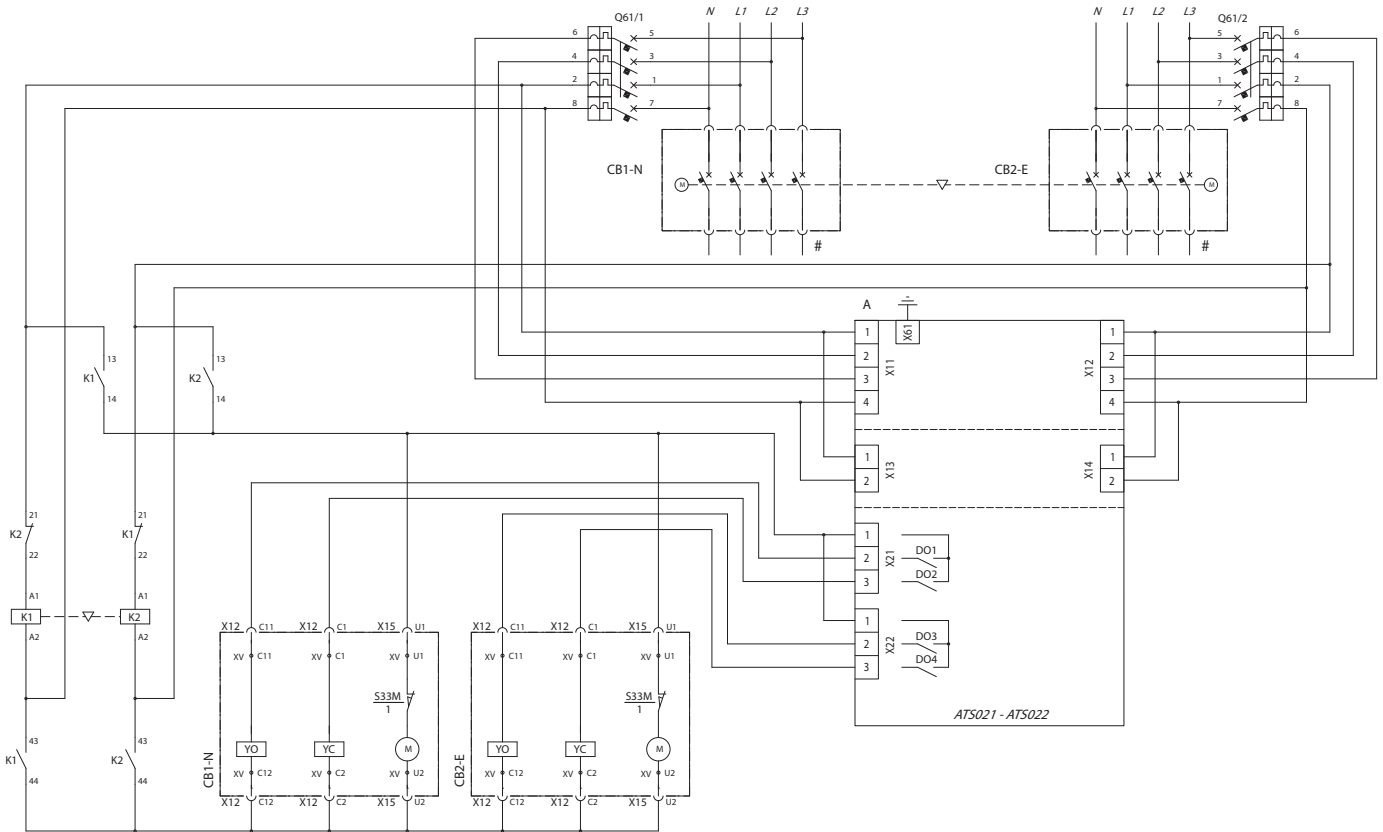 N L1 L2 L3
N L1 L2 L3
Q61/1
Q61/2
6 5
5 6
4 3
3 4
2 1
1 2
8 7
7 8
CB1-N
M
CB2-E
M
#
#
A
X61
1
2
3
4
X11
1
2
3
4
X12
13
K1
14
13
K2
14
1
2
X13
1
2
X14
21
K2
22
21
K1
22
1
2
3
X21
DO1
DO2
A1
K1
A2
A1
K2
A2
1
2
3
X22
DO3
DO4
ATS021 - ATS022
X12 C11 X12 C1 X15 U1
XV C11 XV C1 XV U1
S33M
1
YO YC M
XV C12 XV C2 XV U2
X12 C12 X12 C2 X15 U2
CB1-N
X12 C11 X12 C1 X15 U1
XV C11 XV C1 XV U1
S33M
1
YO YC M
XV C12 XV C2 XV U2
X12 C12 X12 C2 X15 U2
CB2-E
43
K1
44
43
K2
44